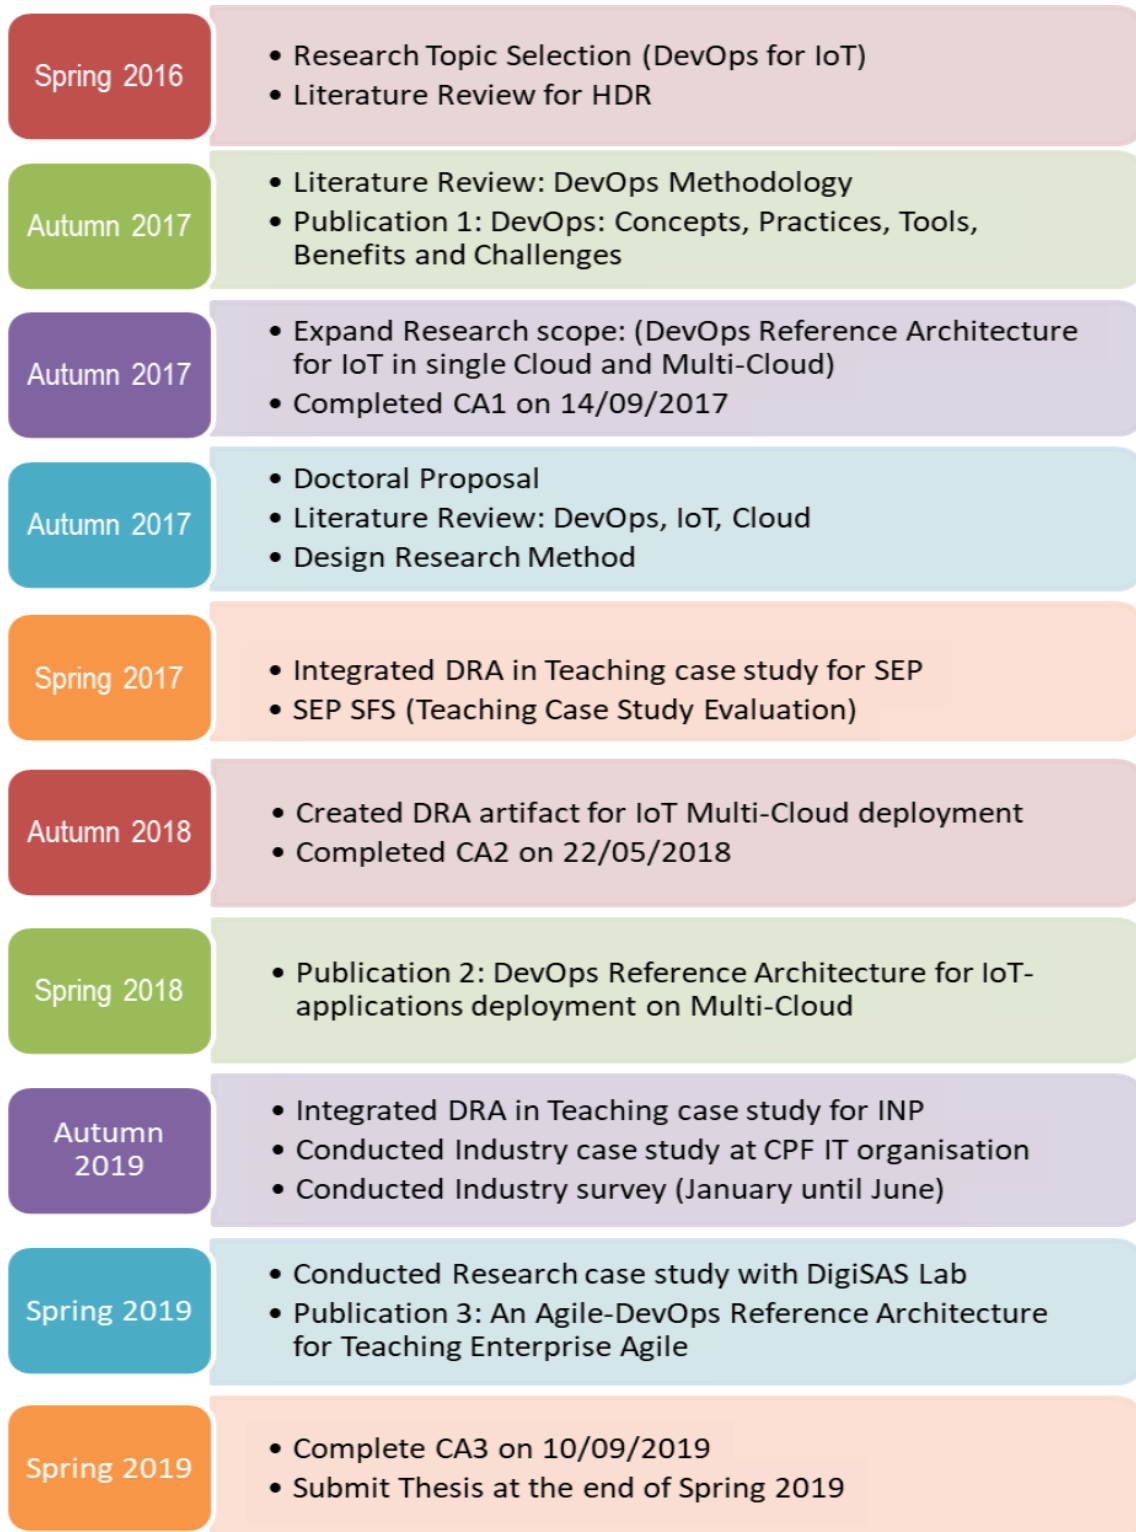 Spring 2016
• Research Topic Selection (DevOps for IoT)
• Literature Review for HDR
Autumn 2017
• Literature Review: DevOps Methodology
• Publication 1: DevOps: Concepts, Practices, Tools,
Benefits and Challenges
Autumn 2017
• Expand Research scope: (DevOps Reference Architecture
for IoT in single Cloud and Multi-Cloud)
• Completed CA1 on 14/09/2017
Autumn 2017
• Doctoral Proposal
• Literature Review: DevOps, IoT, Cloud
• Design Research Method
Spring 2017
• Integrated DRA in Teaching case study for SEP
• SEP SFS (Teaching Case Study Evaluation)
Autumn 2018
• Created DRA artifact for IoT Multi-Cloud deployment
• Completed CA2 on 22/05/2018
Spring 2018
• Publication 2: DevOps Reference Architecture for IoT-
applications deployment on Multi-Cloud
Autumn
2019
• Integrated DRA in Teaching case study for INP
• Conducted Industry case study at CPF IT organisation
• Conducted Industry survey (January until June)
Spring 2019
• Conducted Research case study with DigiSAS Lab
• Publication 3: An Agile-DevOps Reference Architecture
for Teaching Enterprise Agile
Spring 2019
• Complete CA3 on 10/09/2019
• Submit Thesis at the end of Spring 2019